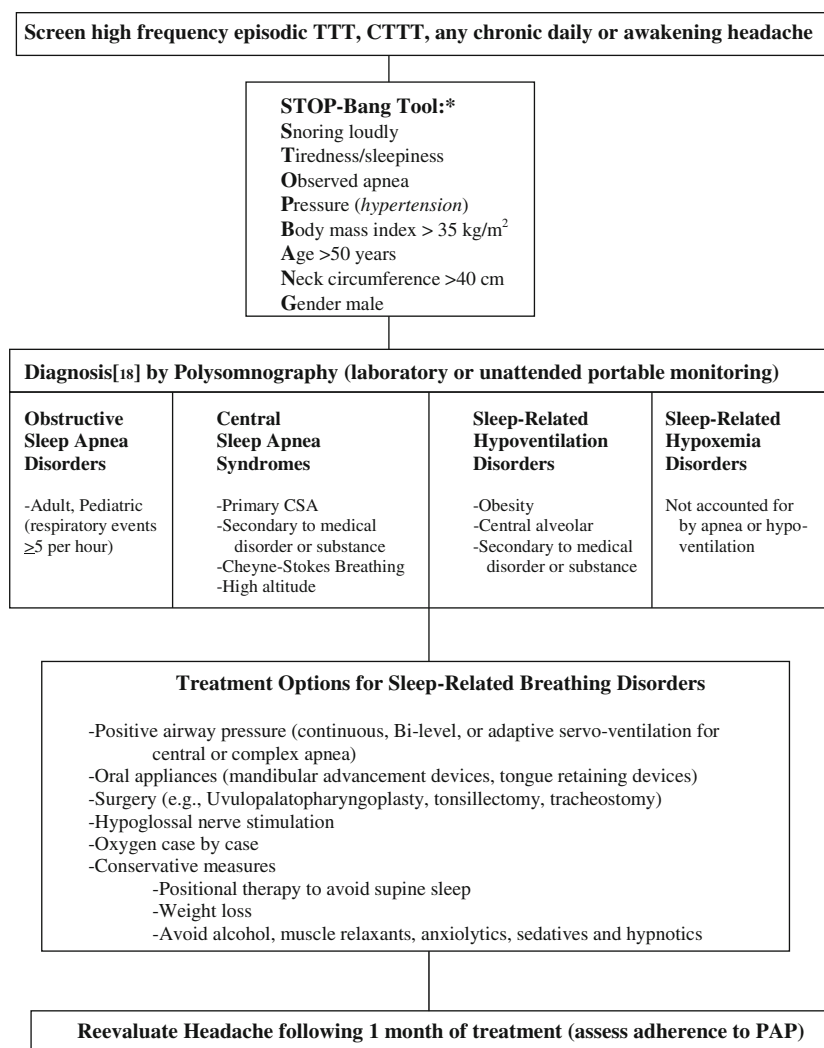 Screen high frequency episodic TTT, CTTT, any chronic daily or awakening headache
STOP-Bang Tool:*
Snoring loudly
Tiredness/sleepiness
Observed apnea
Pressure (hypertension)
Body mass index > 35 kg/m²
Age >50 years
Neck circumference >40 cm
Gender male
Diagnosis[18] by Polysomnography (laboratory or unattended portable monitoring)
Obstructive
Sleep Apnea
Disorders
-Adult, Pediatric
(respiratory events
≥5 per hour)
Central
Sleep Apnea
Syndromes
-Primary CSA
-Secondary to medical
disorder or substance
-Cheyne-Stokes Breathing
-High altitude
Sleep-Related
Hypoventilation
Disorders
-Obesity
-Central alveolar
-Secondary to medical
disorder or substance
Sleep-Related
Hypoxemia
Disorders
Not accounted for
by apnea or hypo-
ventilation
Treatment Options for Sleep-Related Breathing Disorders
-Positive airway pressure (continuous, Bi-level, or adaptive servo-ventilation for
central or complex apnea)
-Oral appliances (mandibular advancement devices, tongue retaining devices)
-Surgery (e.g., Uvulopalatopharyngoplasty, tonsillectomy, tracheostomy)
-Hypoglossal nerve stimulation
-Oxygen case by case
-Conservative measures
-Positional therapy to avoid supine sleep
-Weight loss
-Avoid alcohol, muscle relaxants, anxiolytics, sedatives and hypnotics
Reevaluate Headache following 1 month of treatment (assess adherence to PAP)